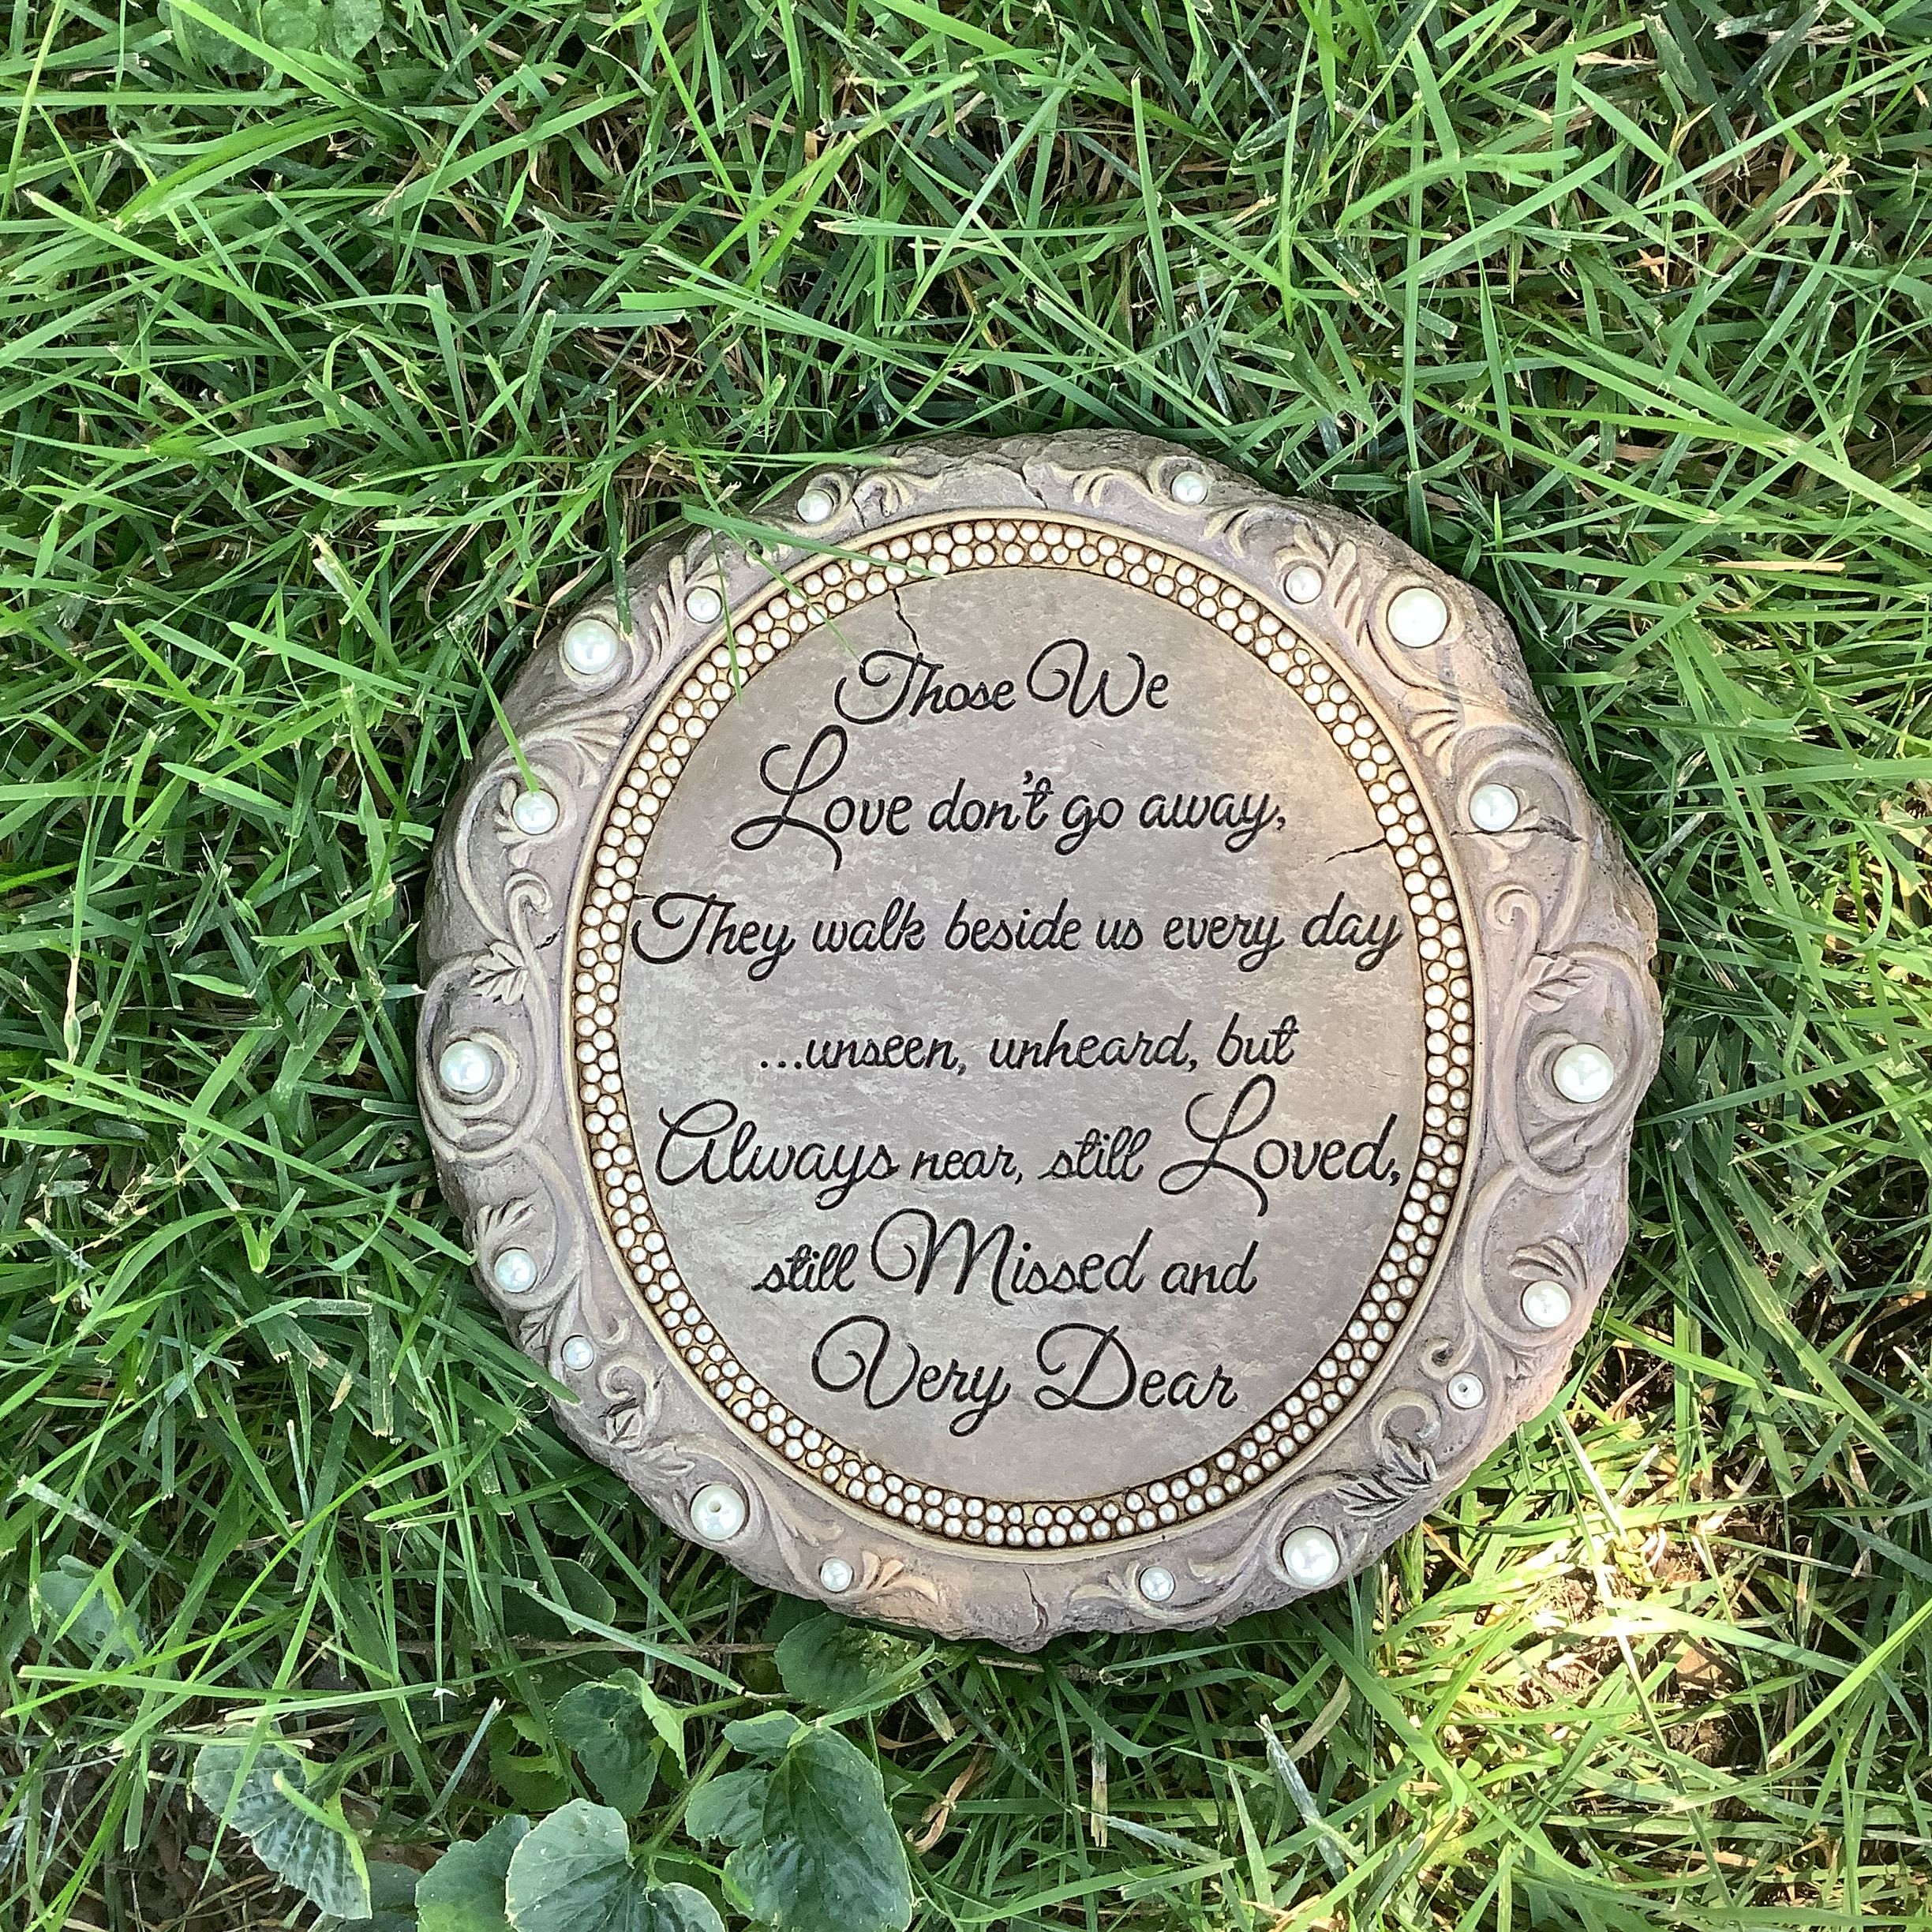 Those We
Love don't go away,
They walk beside us every day
...unseen, unheard, but
Always near, still Loved,
still Missed and
Very Dear